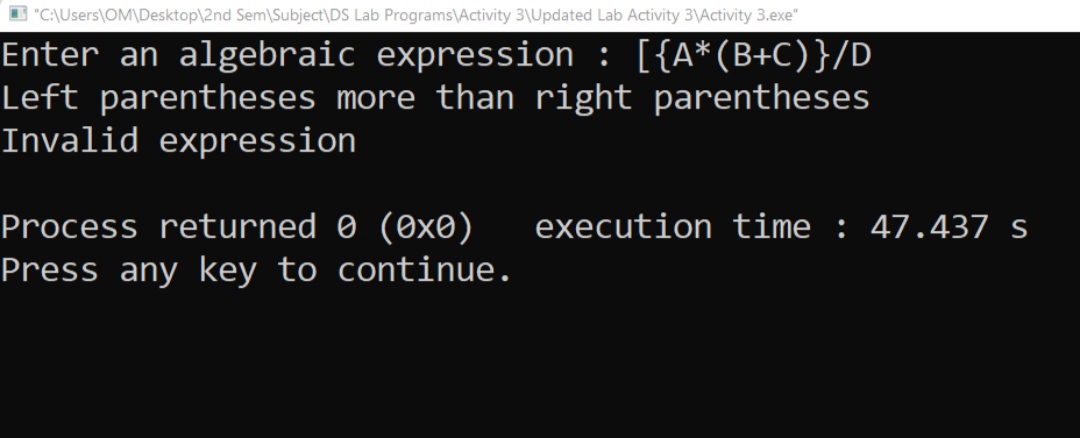 "C:\Users\OM\Desktop\2nd Sem\Subject\DS Lab Programs\Activity 3\Updated Lab Activity 3\Activity 3.exe"
Enter an algebraic expression : [{A*(B+C)}/D
Left parentheses more than right parentheses
Invalid expression
Process returned 0 (0x0)   execution time : 47.437 s
Press any key to continue.